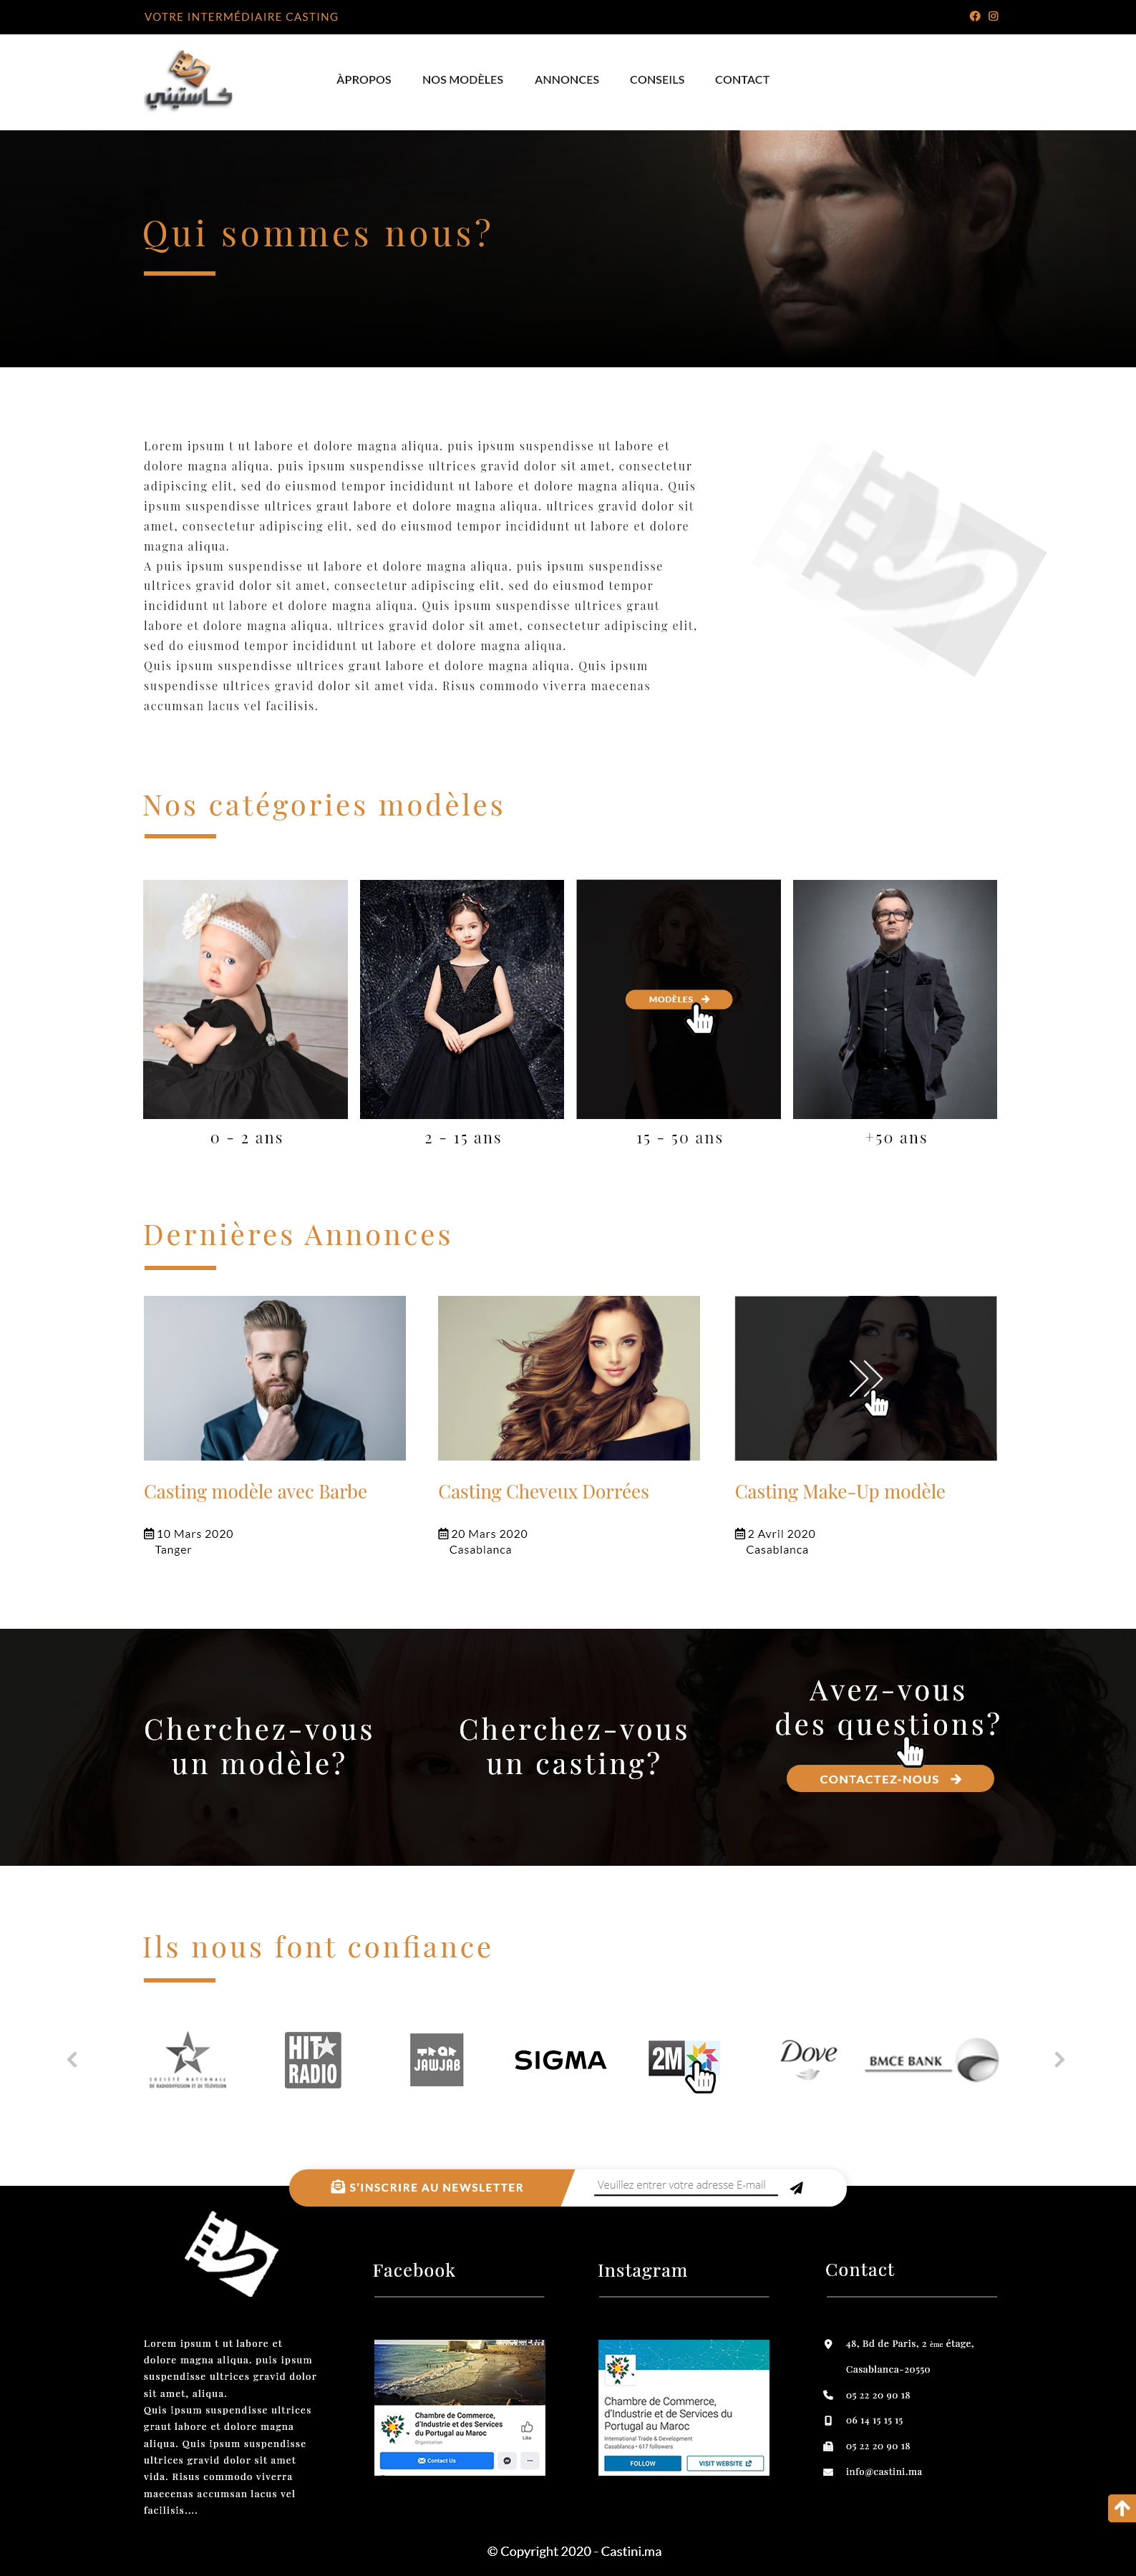 VOTRE INTERMÉDIAIRE CASTING
كاستيني
ÀPROPOS NOS MODÈLES ANNONCES CONSEILS CONTACT
Qui sommes nous?
Lorem ipsum t ut labore et dolore magna aliqua. puis ipsum suspendisse ut labore et
dolore magna aliqua. puis ipsum suspendisse ultrices gravid dolor sit amet, consectetur
adipiscing elit, sed do eiusmod tempor incididunt ut labore et dolore magna aliqua. Quis
ipsum suspendisse ultrices graut labore et dolore magna aliqua. ultrices gravid dolor sit
amet, consectetur adipiscing elit, sed do eiusmod tempor incididunt ut labore et dolore
magna aliqua.
A puis ipsum suspendisse ut labore et dolore magna aliqua. puis ipsum suspendisse
ultrices gravid dolor sit amet, consectetur adipiscing elit, sed do eiusmod tempor
incididunt ut labore et dolore magna aliqua. Quis ipsum suspendisse ultrices graut
labore et dolore magna aliqua. ultrices gravid dolor sit amet, consectetur adipiscing elit,
sed do eiusmod tempor incididunt ut labore et dolore magna aliqua.
Quis ipsum suspendisse ultrices graut labore et dolore magna aliqua. Quis ipsum
suspendisse ultrices gravid dolor sit amet vida. Risus commodo viverra maecenas
accumsan lacus vel facilisis.
Nos catégories modèles
MODÈLES
0 - 2 ans
2 - 15 ans
15 - 50 ans
+50 ans
Dernières Annonces
Casting modèle avec Barbe
10 Mars 2020
Tanger
Casting Cheveux Dorrées
20 Mars 2020
Casablanca
Casting Make-Up modèle
2 Avril 2020
Casablanca
Cherchez-vous
un modèle?
Cherchez-vous
un casting?
Avez-vous
des questions?
CONTACTEZ-NOUS
Ils nous font confiance
SOCIÉTÉ NATIONALE
DE RADIODIFFUSION ET DE TÉLÉVISION
HIT
RADIO
JAWJAB
SIGMA
2M
Dove
BMCE BANK
S'INSCRIRE AU NEWSLETTER
Veuillez entrer votre adresse E-mail
Lorem ipsum t ut labore et
dolore magna aliqua. puis ipsum
suspendisse ultrices gravid dolor
sit amet, aliqua.
Quis ipsum suspendisse ultrices
graut labore et dolore magna
aliqua. Quis ipsum suspendisse
ultrices gravid dolor sit amet
vida. Risus commodo viverra
maecenas accumsan lacus vel
facilisis....
Facebook
Chambre de Commerce,
d'Industrie et des Services
du Portugal au Maroc
Organisation
Like
Contact Us
Instagram
Chambre de Commerce,
d'Industrie et de Services du
Portugal au Maroc
International Trade & Development
Casablanca • 617 followers
FOLLOW
VISIT WEBSITE
Contact
48, Bd de Paris, 2 ème étage,
Casablanca-20550
05 22 20 90 18
06 14 15 15 15
05 22 20 90 18
info@castini.ma
© Copyright 2020 - Castini.ma